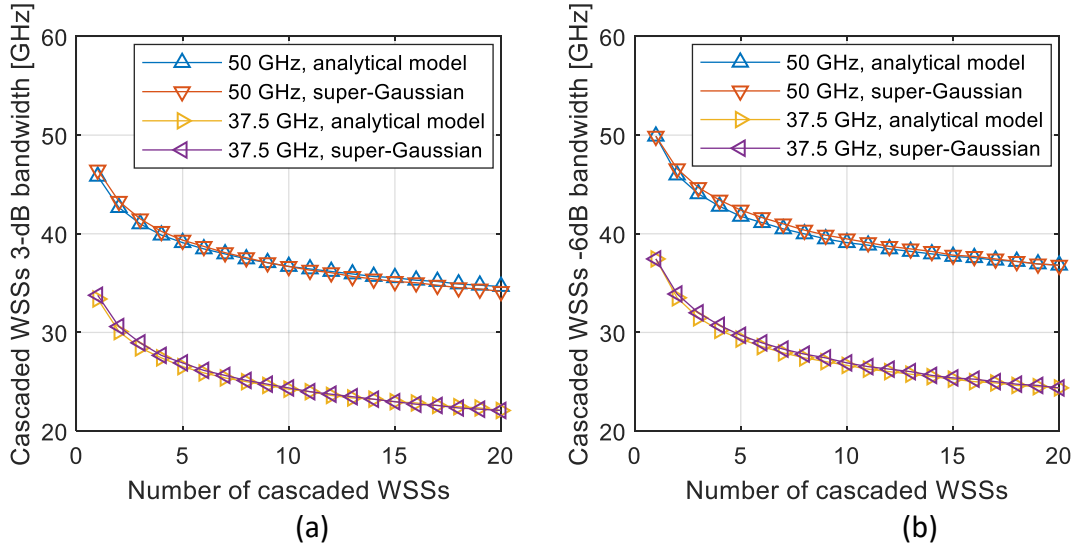 Cascaded WSSs 3-dB bandwidth [GHz]
60
50
40
30
20
0
5
10
15
20
50 GHz, analytical model
50 GHz, super-Gaussian
37.5 GHz, analytical model
37.5 GHz, super-Gaussian
Number of cascaded WSSs
(a)
Cascaded WSSs -6dB bandwidth [GHz]
60
50
40
30
20
0
5
10
15
20
50 GHz, analytical model
50 GHz, super-Gaussian
37.5 GHz, analytical model
37.5 GHz, super-Gaussian
Number of cascaded WSSs
(b)